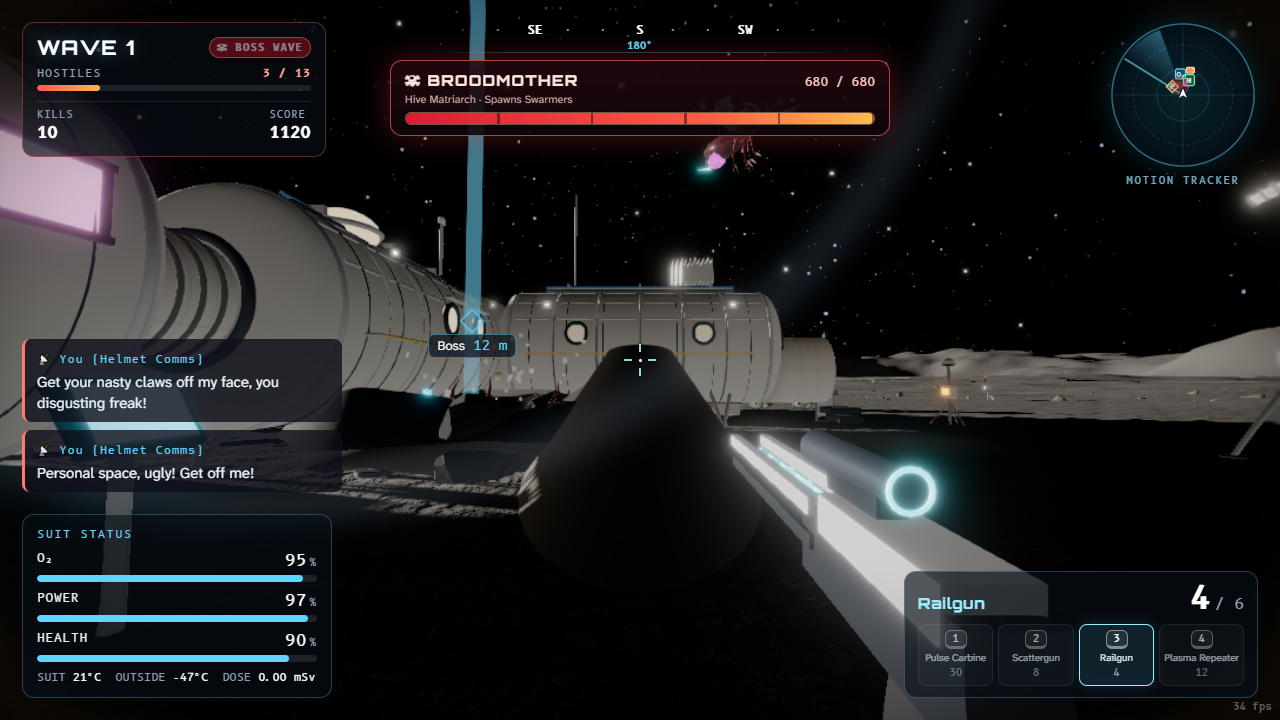 WAVE 1
BOSS WAVE
HOSTILES 3 / 13
KILLS SCORE
10 1120
SE S SW
180°
BROODMOTHER 680 / 680
Hive Matriarch · Spawns Swarmers
MOTION TRACKER
Boss 12 m
You [Helmet Comms]
Get your nasty claws off my face, you
disgusting freak!
You [Helmet Comms]
Personal space, ugly! Get off me!
SUIT STATUS
O₂ 95 %
POWER 97 %
HEALTH 90 %
SUIT 21°C OUTSIDE -47°C DOSE 0.00 mSv
Railgun 4 / 6
1 2 3 4
Pulse Carbine Scattergun Railgun Plasma Repeater
30 8 4 12
34 fps